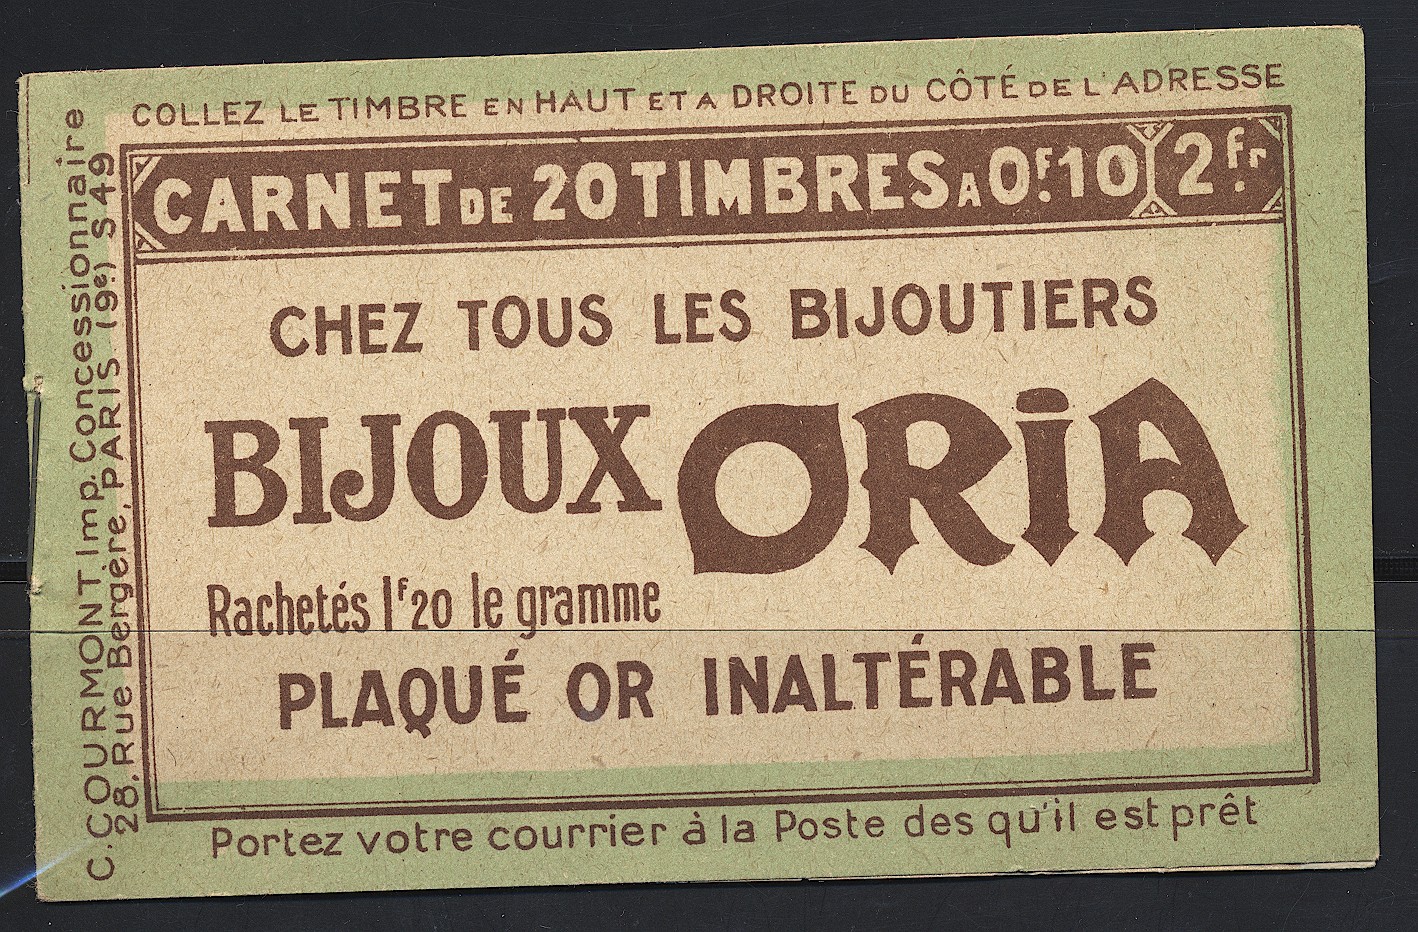 COLLEZ LE TIMBRE EN HAUT ET A DROITE DU CÔTÉ DE L'ADRESSE
CARNET DE 20 TIMBRES A 0F.10 2fr.
CHEZ TOUS LES BIJOUTIERS
BIJOUX ORiA
Rachetés 1f20 le gramme
PLAQUÉ OR INALTÉRABLE
Portez votre courrier à la Poste des qu'il est prêt
C. COURMONT. Imp. Concessionnaire
28, Rue Bergère, PARIS (9e) S 49